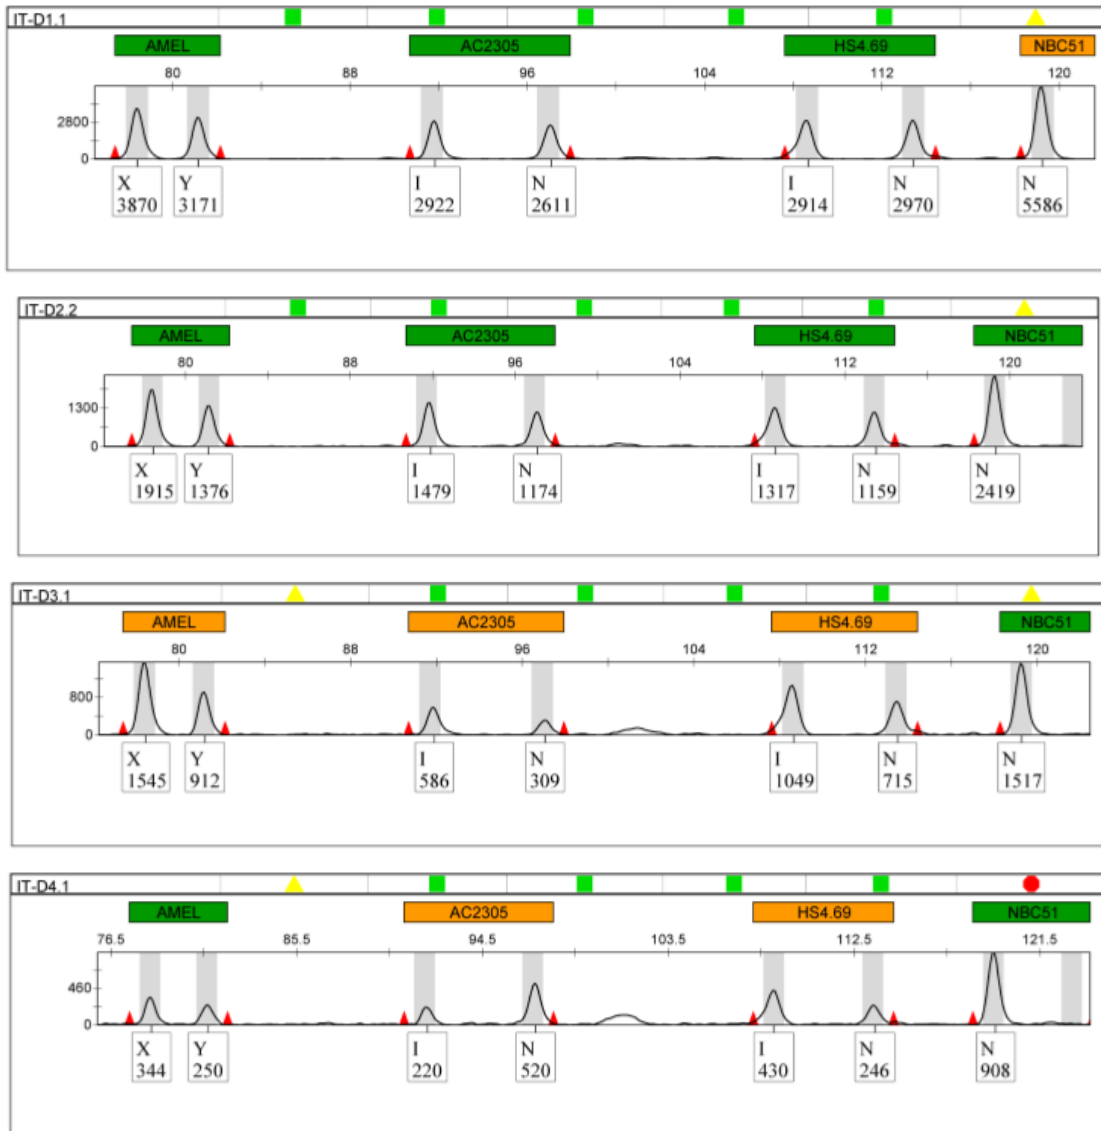 IT-D1.1
AMEL AC2305 HS4.69 NBC51
80 88 96 104 112 120
2800
0
X Y I N I N N
3870 3171 2922 2611 2914 2970 5586
IT-D2.2
AMEL AC2305 HS4.69 NBC51
80 88 96 104 112 120
1300
0
X Y I N I N N
1915 1376 1479 1174 1317 1159 2419
IT-D3.1
AMEL AC2305 HS4.69 NBC51
80 88 96 104 112 120
800
0
X Y I N I N N
1545 912 586 309 1049 715 1517
IT-D4.1
AMEL AC2305 HS4.69 NBC51
76.5 85.5 94.5 103.5 112.5 121.5
460
0
X Y I N I N N
344 250 220 520 430 246 908